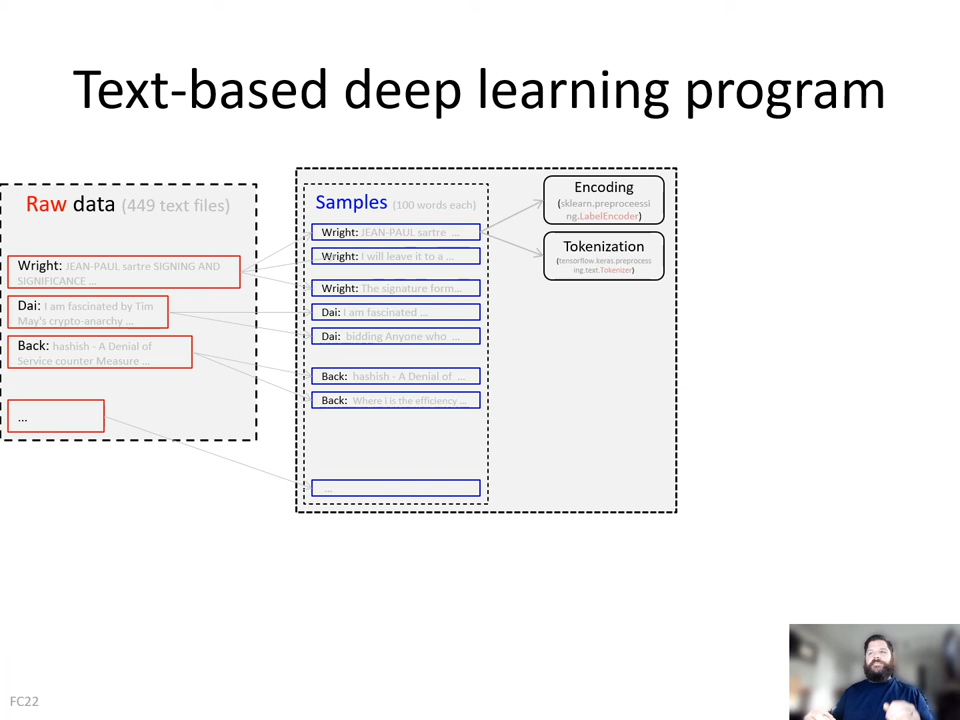 Text-based deep learning program
Raw data (449 text files)
Wright: JEAN-PAUL sartre SIGNING AND
SIGNIFICANCE ...
Dai: I am fascinated by Tim
May's crypto-anarchy ...
Back: hashish - A Denial of
Service counter Measure ...
...
Samples (100 words each)
Wright: JEAN-PAUL sartre ...
Wright: I will leave it to a ...
Wright: The signature form...
Dai: I am fascinated ...
Dai: bidding Anyone who ...
Back: hashish - A Denial of ...
Back: Where i is the efficiency ...
...
Encoding
(sklearn.preproceessi
ng.LabelEncoder)
Tokenization
(tensorflow.keras.preprocess
ing.text.Tokenizer)
FC22